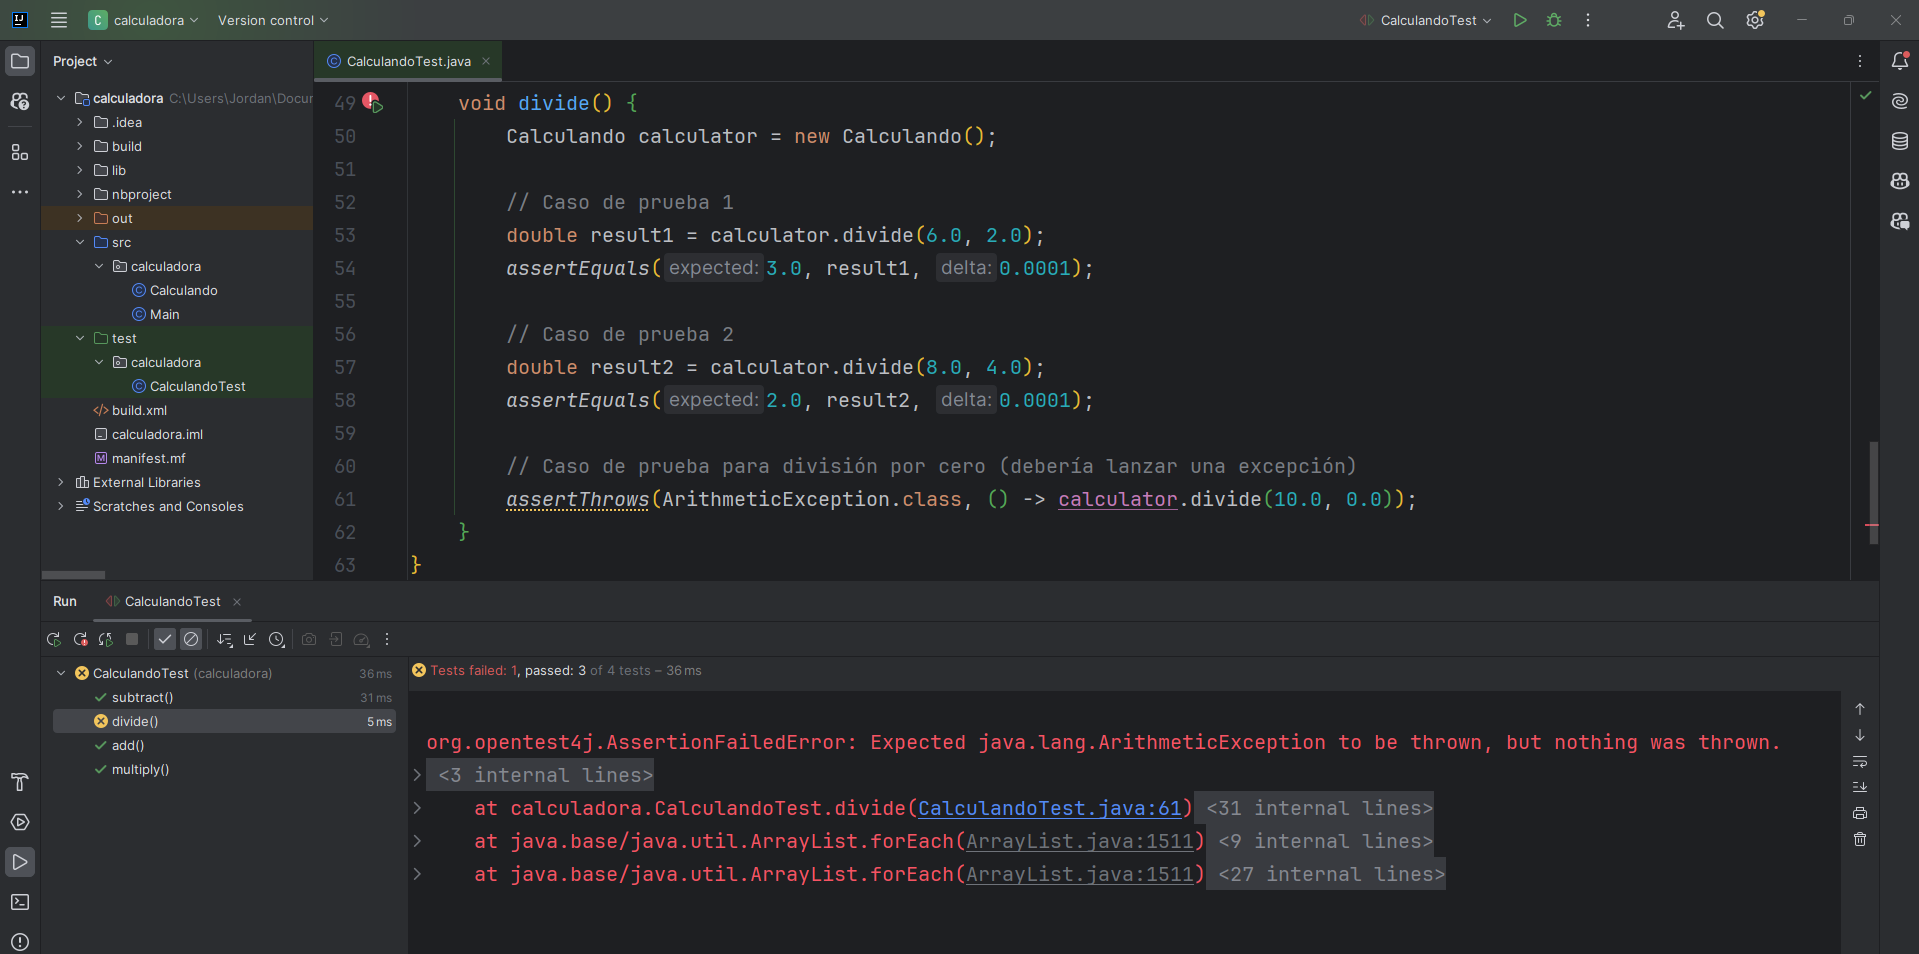 calculadora
Version control
CalculandoTest
Project
CalculandoTest.java
calculadora C:\Users\Jordan\Docur
.idea
build
lib
nbproject
out
src
calculadora
Calculando
Main
test
calculadora
CalculandoTest
build.xml
calculadora.iml
manifest.mf
External Libraries
Scratches and Consoles
49 void divide() {
50 Calculando calculator = new Calculando();
51
52 // Caso de prueba 1
53 double result1 = calculator.divide(6.0, 2.0);
54 assertEquals( expected: 3.0, result1, delta: 0.0001);
55
56 // Caso de prueba 2
57 double result2 = calculator.divide(8.0, 4.0);
58 assertEquals( expected: 2.0, result2, delta: 0.0001);
59
60 // Caso de prueba para división por cero (debería lanzar una excepción)
61 assertThrows(ArithmeticException.class, () -> calculator.divide(10.0, 0.0));
62 }
63 }
Run CalculandoTest
CalculandoTest (calculadora) 36 ms
subtract() 31 ms
divide() 5 ms
add()
multiply()
Tests failed: 1, passed: 3 of 4 tests – 36 ms
org.opentest4j.AssertionFailedError: Expected java.lang.ArithmeticException to be thrown, but nothing was thrown.
<3 internal lines>
at calculadora.CalculandoTest.divide(CalculandoTest.java:61) <31 internal lines>
at java.base/java.util.ArrayList.forEach(ArrayList.java:1511) <9 internal lines>
at java.base/java.util.ArrayList.forEach(ArrayList.java:1511) <27 internal lines>